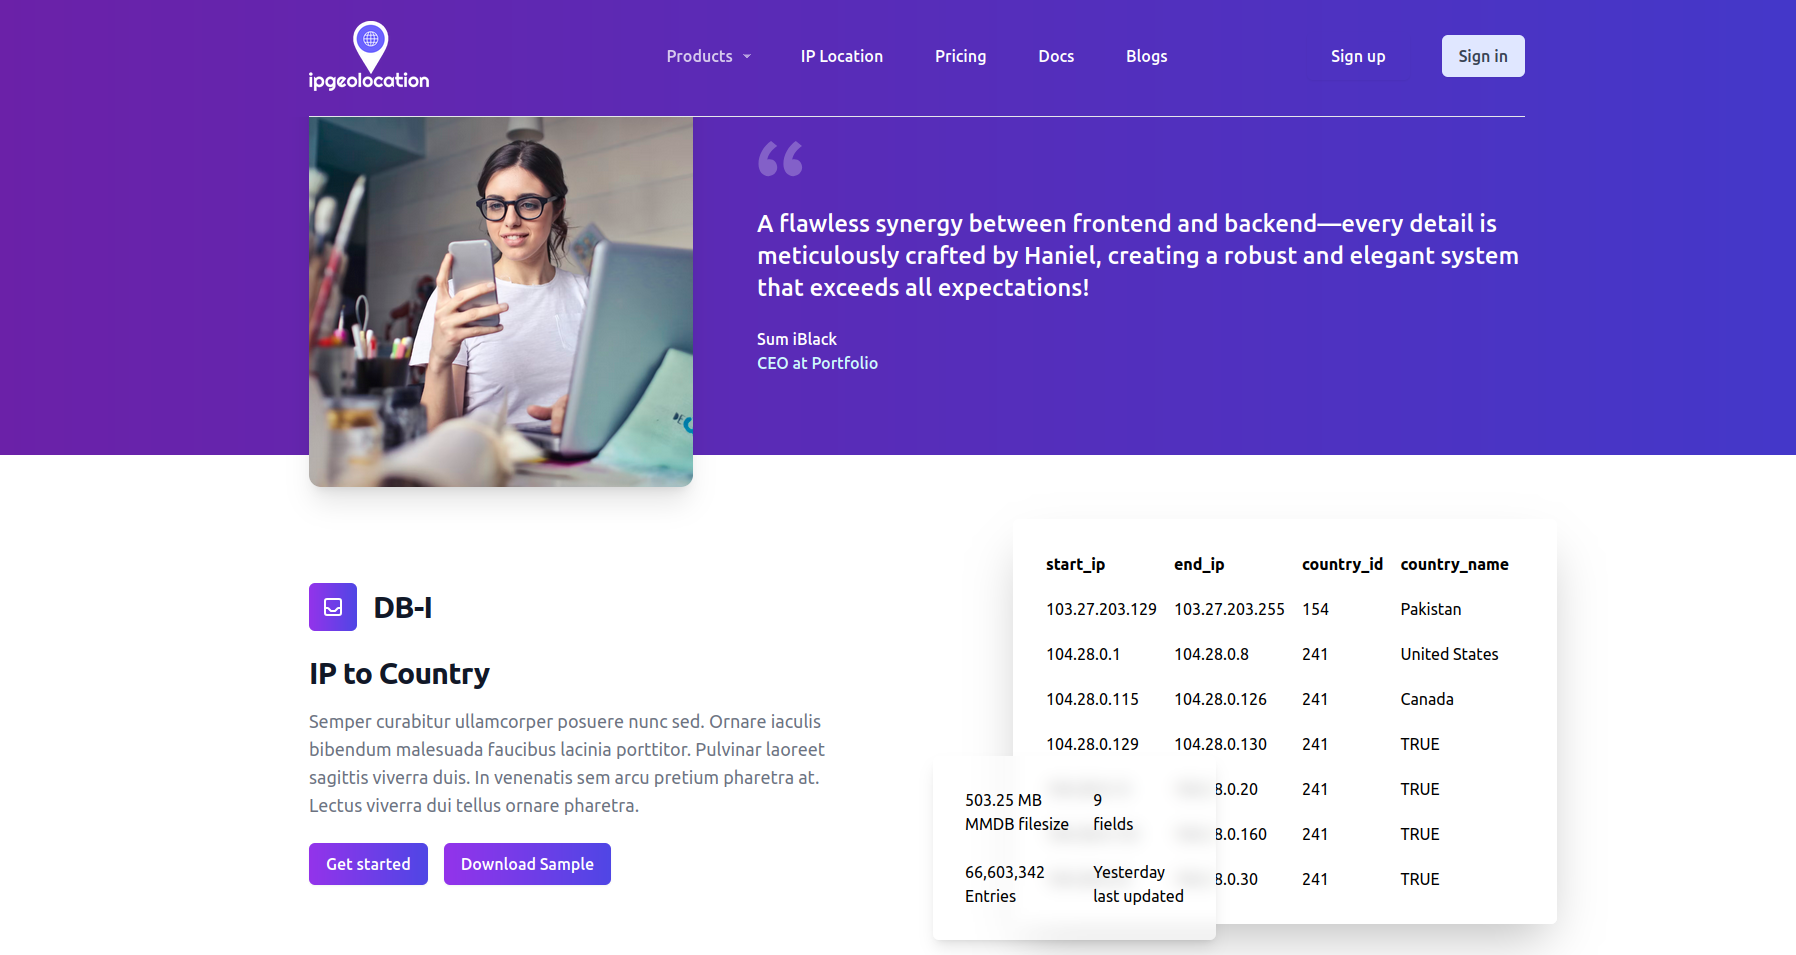 ipgeolocation
Products IP Location Pricing Docs Blogs Sign up Sign in
“
A flawless synergy between frontend and backend—every detail is
meticulously crafted by Haniel, creating a robust and elegant system
that exceeds all expectations!
Sum iBlack
CEO at Portfolio
DB-I
IP to Country
Semper curabitur ullamcorper posuere nunc sed. Ornare iaculis
bibendum malesuada faucibus lacinia porttitor. Pulvinar laoreet
sagittis viverra duis. In venenatis sem arcu pretium pharetra at.
Lectus viverra dui tellus ornare pharetra.
Get started Download Sample
start_ip end_ip country_id country_name
103.27.203.129 103.27.203.255 154 Pakistan
104.28.0.1 104.28.0.8 241 United States
104.28.0.115 104.28.0.126 241 Canada
104.28.0.129 104.28.0.130 241 TRUE
8.0.20 241 TRUE
8.0.160 241 TRUE
8.0.30 241 TRUE
503.25 MB 9
MMDB filesize fields
66,603,342 Yesterday
Entries last updated